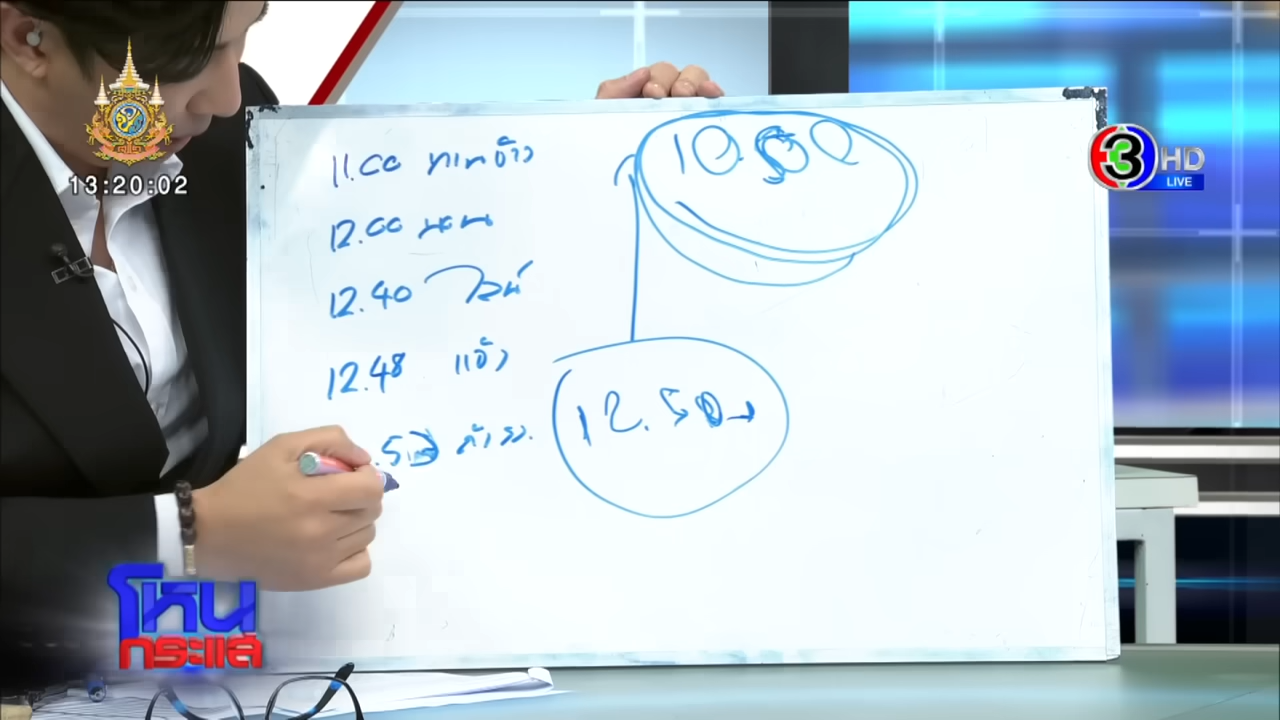 11.00 ทานข้าว
12.00 นอน
12.40 ไลน์
12.48 แจ้ง
12.50
13:20:02
3 HD
LIVE
โหนกระแส